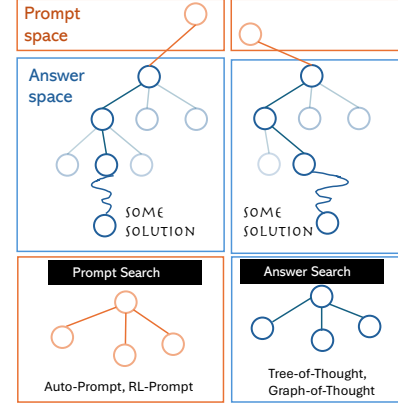 Prompt
space
Answer
space
SOME
SOLUTION
SOME
SOLUTION
Prompt Search
Answer Search
Auto-Prompt, RL-Prompt
Tree-of-Thought,
Graph-of-Thought